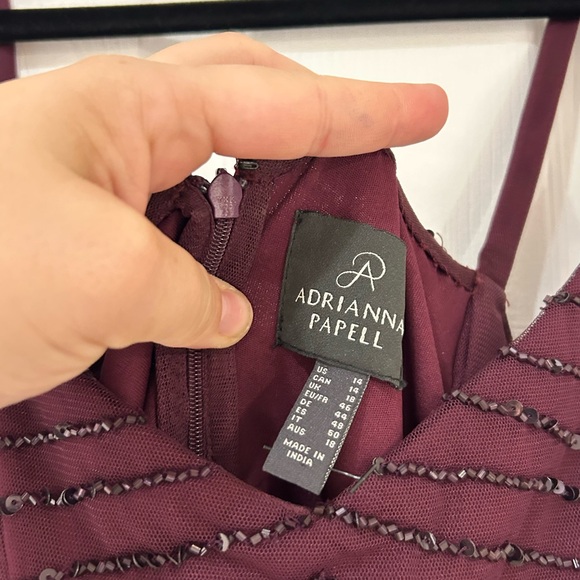 ADRIANNA
PAPELL
US 14
CAN 14
UK 18
EU/FR 46
DE 44
ES 48
IT 50
AUS 18
MADE IN
INDIA